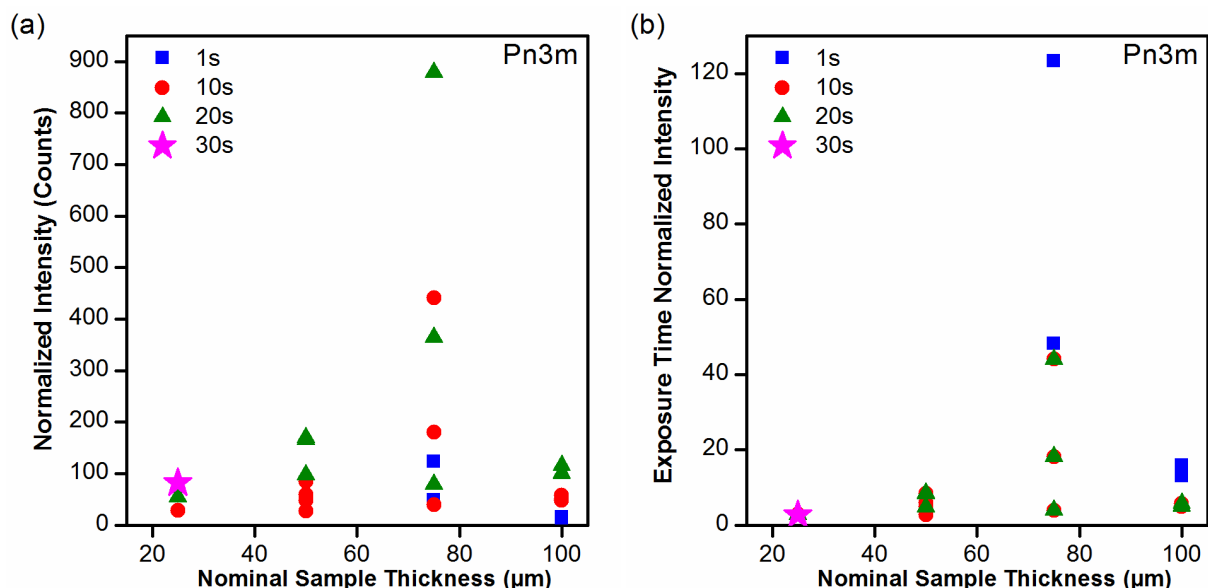 (a)
Pn3m
1s
10s
20s
30s
Normalized Intensity (Counts)
900
800
700
600
500
400
300
200
100
0
20
40
60
80
100
Nominal Sample Thickness (µm)
(b)
Pn3m
1s
10s
20s
30s
Exposure Time Normalized Intensity
120
100
80
60
40
20
0
20
40
60
80
100
Nominal Sample Thickness (µm)